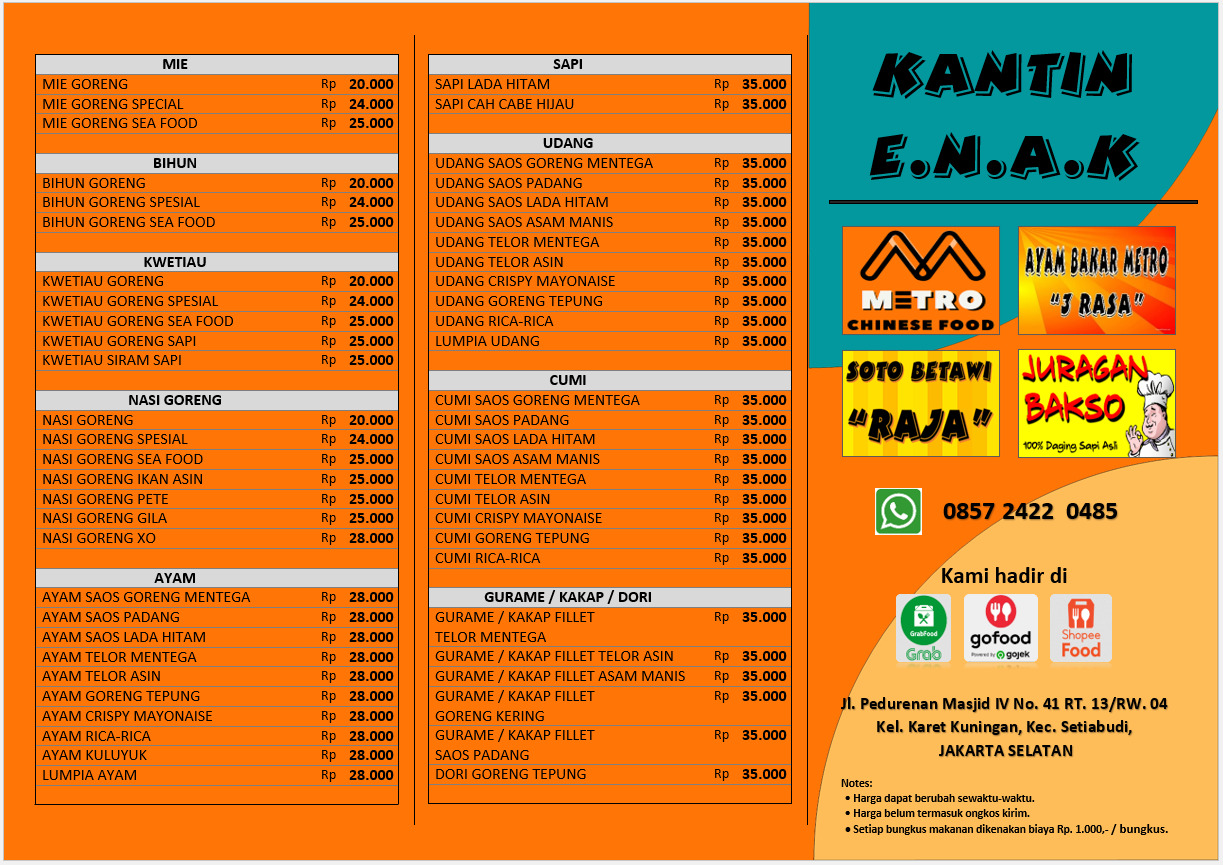 MIE
MIE GORENG Rp 20.000
MIE GORENG SPECIAL Rp 24.000
MIE GORENG SEA FOOD Rp 25.000
BIHUN
BIHUN GORENG Rp 20.000
BIHUN GORENG SPESIAL Rp 24.000
BIHUN GORENG SEA FOOD Rp 25.000
KWETIAU
KWETIAU GORENG Rp 20.000
KWETIAU GORENG SPESIAL Rp 24.000
KWETIAU GORENG SEA FOOD Rp 25.000
KWETIAU GORENG SAPI Rp 25.000
KWETIAU SIRAM SAPI Rp 25.000
NASI GORENG
NASI GORENG Rp 20.000
NASI GORENG SPESIAL Rp 24.000
NASI GORENG SEA FOOD Rp 25.000
NASI GORENG IKAN ASIN Rp 25.000
NASI GORENG PETE Rp 25.000
NASI GORENG GILA Rp 25.000
NASI GORENG XO Rp 28.000
AYAM
AYAM SAOS GORENG MENTEGA Rp 28.000
AYAM SAOS PADANG Rp 28.000
AYAM SAOS LADA HITAM Rp 28.000
AYAM TELOR MENTEGA Rp 28.000
AYAM TELOR ASIN Rp 28.000
AYAM GORENG TEPUNG Rp 28.000
AYAM CRISPY MAYONAISE Rp 28.000
AYAM RICA-RICA Rp 28.000
AYAM KULUYUK Rp 28.000
LUMPIA AYAM Rp 28.000
SAPI
SAPI LADA HITAM Rp 35.000
SAPI CAH CABE HIJAU Rp 35.000
UDANG
UDANG SAOS GORENG MENTEGA Rp 35.000
UDANG SAOS PADANG Rp 35.000
UDANG SAOS LADA HITAM Rp 35.000
UDANG SAOS ASAM MANIS Rp 35.000
UDANG TELOR MENTEGA Rp 35.000
UDANG TELOR ASIN Rp 35.000
UDANG CRISPY MAYONAISE Rp 35.000
UDANG GORENG TEPUNG Rp 35.000
UDANG RICA-RICA Rp 35.000
LUMPIA UDANG Rp 35.000
CUMI
CUMI SAOS GORENG MENTEGA Rp 35.000
CUMI SAOS PADANG Rp 35.000
CUMI SAOS LADA HITAM Rp 35.000
CUMI SAOS ASAM MANIS Rp 35.000
CUMI TELOR MENTEGA Rp 35.000
CUMI TELOR ASIN Rp 35.000
CUMI CRISPY MAYONAISE Rp 35.000
CUMI GORENG TEPUNG Rp 35.000
CUMI RICA-RICA Rp 35.000
GURAME / KAKAP / DORI
GURAME / KAKAP FILLET Rp 35.000
TELOR MENTEGA
GURAME / KAKAP FILLET TELOR ASIN Rp 35.000
GURAME / KAKAP FILLET ASAM MANIS Rp 35.000
GURAME / KAKAP FILLET Rp 35.000
GORENG KERING
GURAME / KAKAP FILLET Rp 35.000
SAOS PADANG
DORI GORENG TEPUNG Rp 35.000
KANTIN
E.N.A.K
METRO
CHINESE FOOD
AYAM BAKAR METRO
“3 RASA”
SOTO BETAWI
“RAJA”
JURAGAN
BAKSO
100% Daging Sapi Asli
0857 2422 0485
Kami hadir di
GrabFood
Grab
gofood
Powered by gojek
Shopee
Food
Jl. Pedurenan Masjid IV No. 41 RT. 13/RW. 04
Kel. Karet Kuningan, Kec. Setiabudi,
JAKARTA SELATAN
Notes:
• Harga dapat berubah sewaktu-waktu.
• Harga belum termasuk ongkos kirim.
• Setiap bungkus makanan dikenakan biaya Rp. 1.000,- / bungkus.